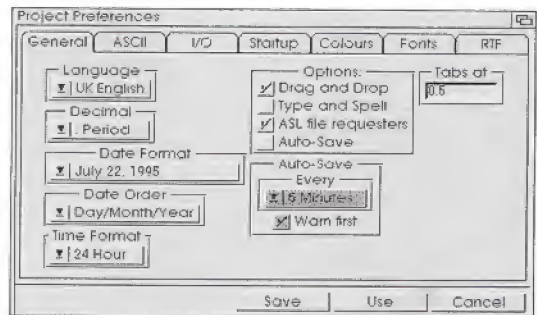 Project Preferences
General ASCII I/O Startup Colours Fonts RTF
Language
UK English
Decimal
. Period
Date Format
July 22, 1995
Date Order
Day/Month/Year
Time Format
24 Hour
Options:
Drag and Drop
Type and Spell
ASL file requesters
Auto-Save
Auto-Save
Every
5 Minutes
Warn first
Tabs at
0.5
Save Use Cancel